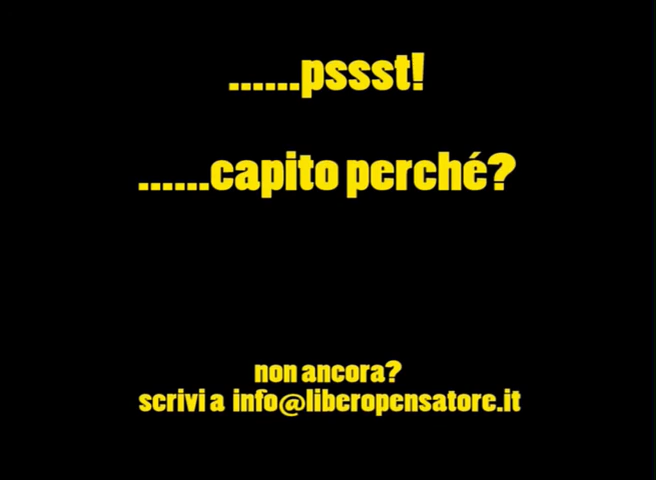 ......pssst!
......capito perché?
non ancora?
scrivi a info@liberopensatore.it